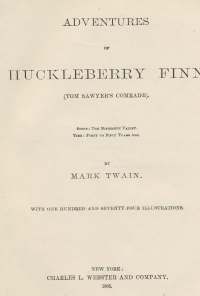 ADVENTURES
OF
HUCKLEBERRY FINN
(TOM SAWYER'S COMRADE).
SCENE: THE MISSISSIPPI VALLEY.
TIME: FORTY TO FIFTY YEARS AGO.
BY
MARK TWAIN.
WITH ONE HUNDRED AND SEVENTY-FOUR ILLUSTRATIONS.
NEW YORK:
CHARLES L. WEBSTER AND COMPANY.
1885.